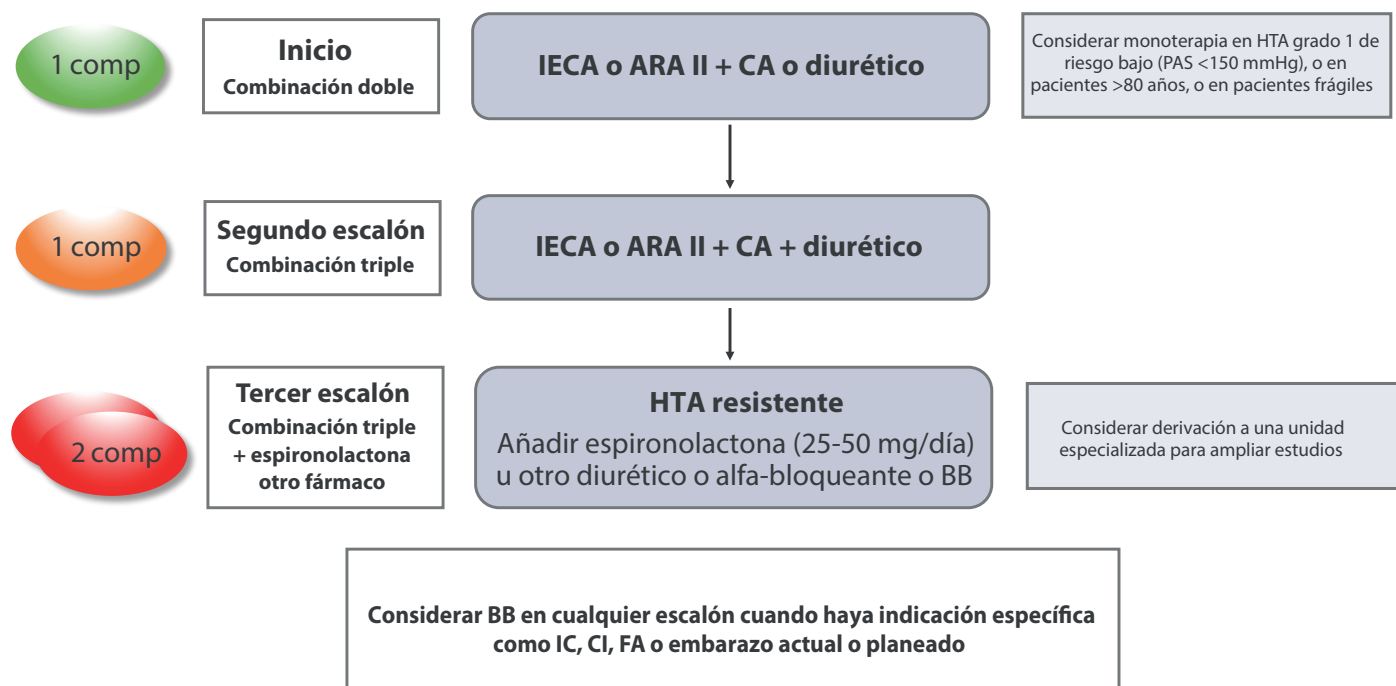 1 comp
Inicio
Combinación doble
IECA o ARA II + CA o diurético
Considerar monoterapia en HTA grado 1 de
riesgo bajo (PAS <150 mmHg), o en
pacientes >80 años, o en pacientes frágiles
1 comp
Segundo escalón
Combinación triple
IECA o ARA II + CA + diurético
2 comp
Tercer escalón
Combinación triple
+ espironolactona
otro fármaco
HTA resistente
Añadir espironolactona (25-50 mg/día)
u otro diurético o alfa-bloqueante o BB
Considerar derivación a una unidad
especializada para ampliar estudios
Considerar BB en cualquier escalón cuando haya indicación específica
como IC, CI, FA o embarazo actual o planeado